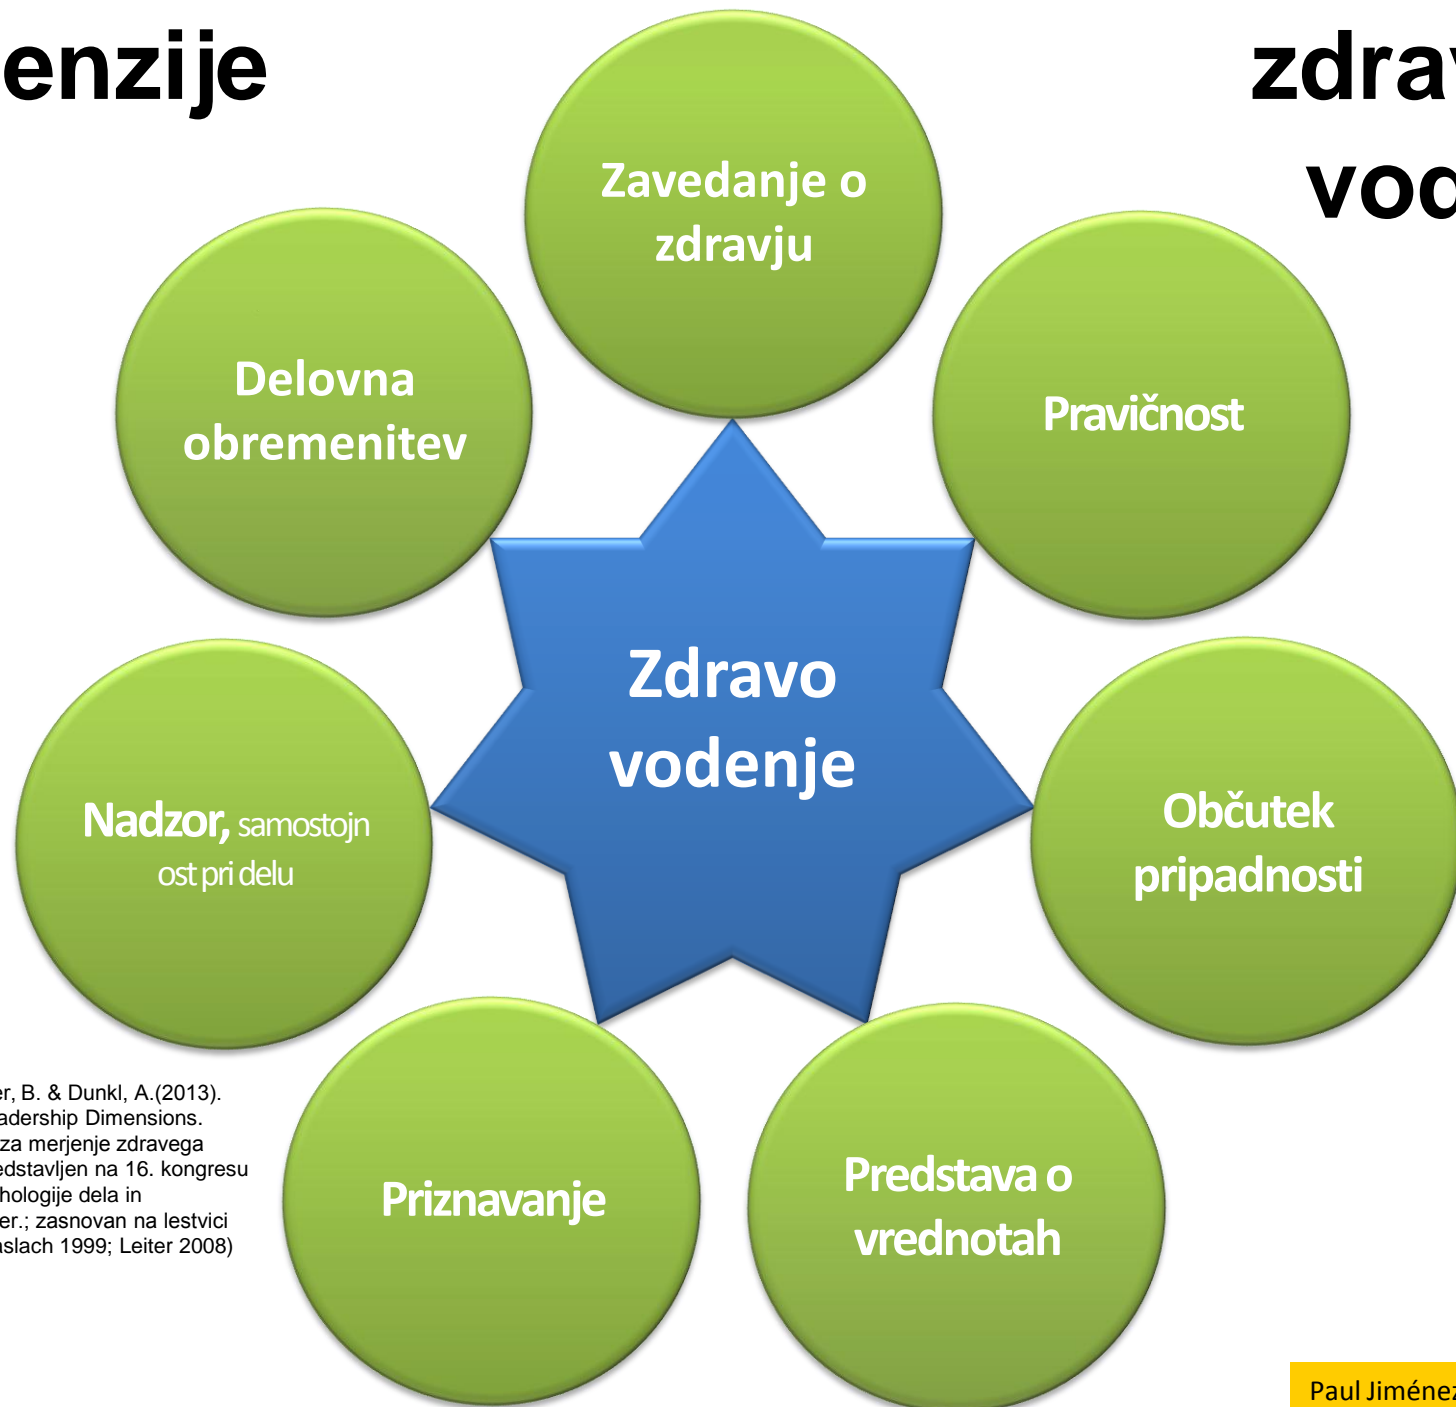 enzije
zdrav
vod
Zavedanje o
zdravju
Delovna
obremenitev
Pravičnost
Zdravo
vodenje
Nadzor, samostojn
ost pri delu
Občutek
pripadnosti
er, B. & Dunkl, A.(2013).
adership Dimensions.
za merjenje zdravega
edstavljen na 16. kongresu
hologije dela in
er.; zasnovan na lestvici
aslach 1999; Leiter 2008)
Priznavanje
Predstava o
vrednotah
Paul Jiménez